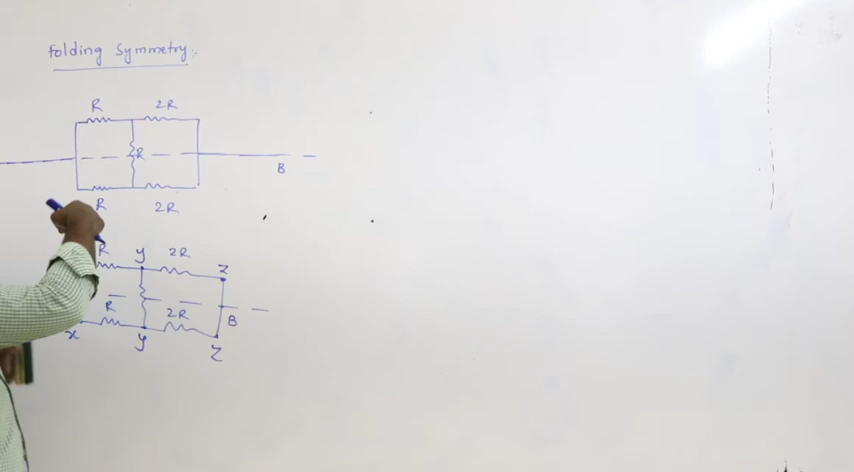 Folding Symmetry:
R 2R
R
B
R 2R
R y 2R z
R 2R B
x y z